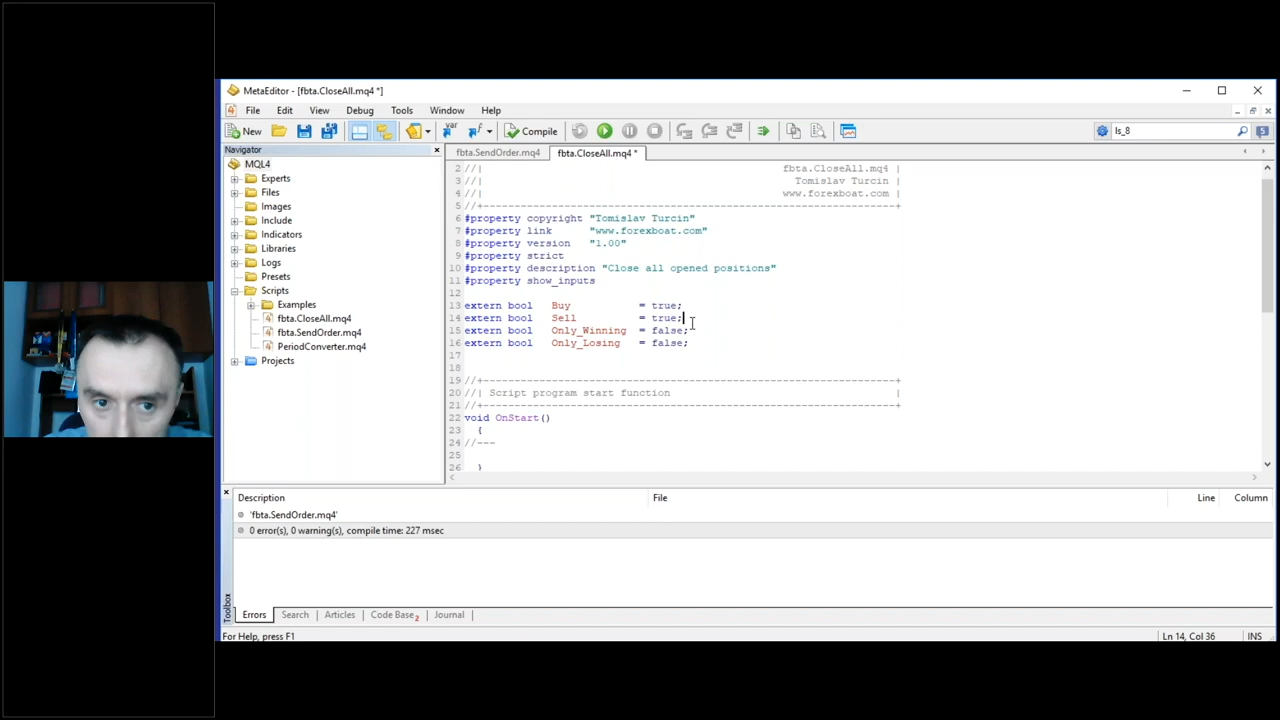 MetaEditor - [fbta.CloseAll.mq4 *]
File Edit View Debug Tools Window Help
New Compile ls_8
Navigator
MQL4
Experts
Files
Images
Include
Indicators
Libraries
Logs
Presets
Scripts
Examples
fbta.CloseAll.mq4
fbta.SendOrder.mq4
PeriodConverter.mq4
Projects
fbta.SendOrder.mq4 fbta.CloseAll.mq4 *
2 //| fbta.CloseAll.mq4 |
3 //| Tomislav Turcin |
4 //| www.forexboat.com |
5 //+------------------------------------------------------------------+
6 #property copyright "Tomislav Turcin"
7 #property link "www.forexboat.com"
8 #property version "1.00"
9 #property strict
10 #property description "Close all opened positions"
11 #property show_inputs
12
13 extern bool Buy = true;
14 extern bool Sell = true;
15 extern bool Only_Winning = false;
16 extern bool Only_Losing = false;
17
18
19 //+------------------------------------------------------------------+
20 //| Script program start function |
21 //+------------------------------------------------------------------+
22 void OnStart()
23 {
24 //---
25
26 }
Description File Line Column
'fbta.SendOrder.mq4'
0 error(s), 0 warning(s), compile time: 227 msec
Toolbox
Errors Search Articles Code Base 2 Journal
For Help, press F1 Ln 14, Col 36 INS